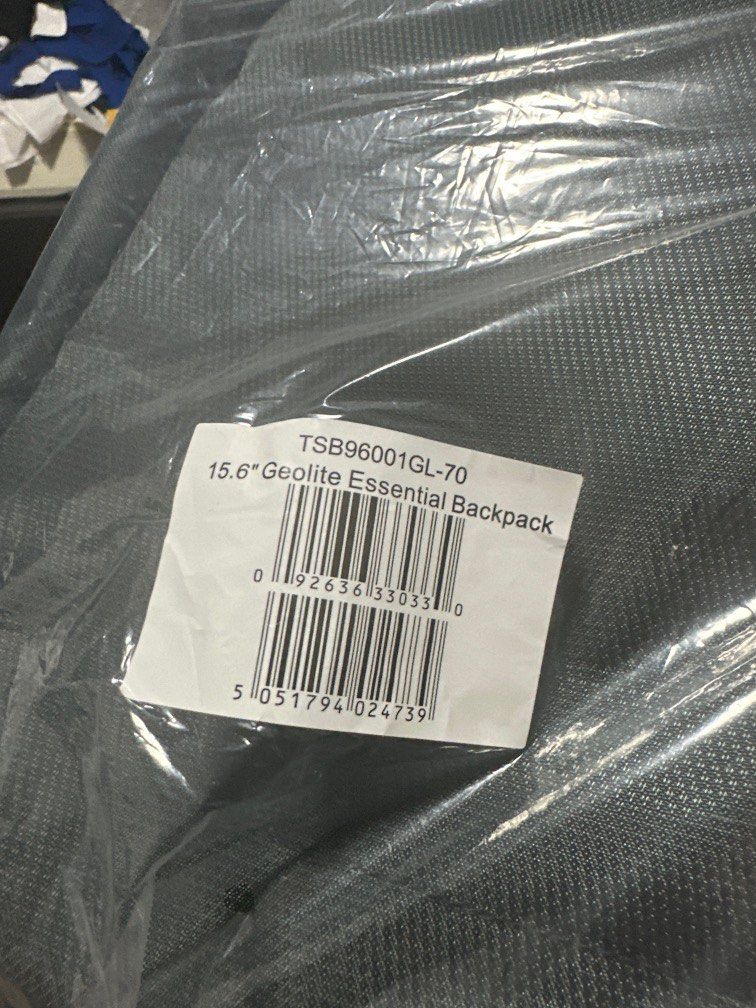 TSB96001GL-70
15.6" Geolite Essential Backpack
0 92636 33033 0
5 051794 024739